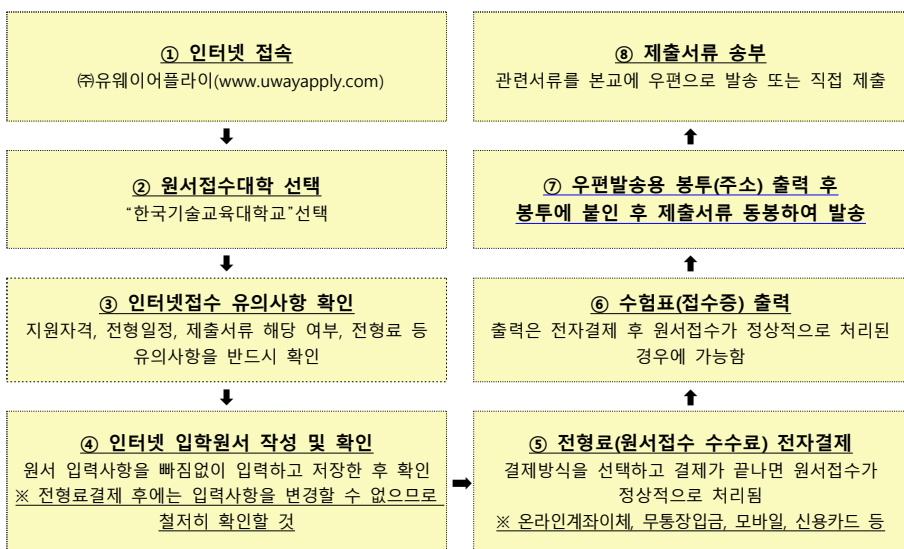 ① 인터넷 접속
㈜유웨이어플라이(www.uwayapply.com)
② 원서접수대학 선택
“한국기술교육대학교”선택
③ 인터넷접수 유의사항 확인
지원자격, 전형일정, 제출서류 해당 여부, 전형료 등
유의사항을 반드시 확인
④ 인터넷 입학원서 작성 및 확인
원서 입력사항을 빠짐없이 입력하고 저장한 후 확인
※ 전형료결제 후에는 입력사항을 변경할 수 없으므로
철저히 확인할 것
⑤ 전형료(원서접수 수수료) 전자결제
결제방식을 선택하고 결제가 끝나면 원서접수가
정상적으로 처리됨
※ 온라인계좌이체, 무통장입금, 모바일, 신용카드 등
⑥ 수험표(접수증) 출력
출력은 전자결제 후 원서접수가 정상적으로 처리된
경우에 가능함
⑦ 우편발송용 봉투(주소) 출력 후
봉투에 붙인 후 제출서류 동봉하여 발송
⑧ 제출서류 송부
관련서류를 본교에 우편으로 발송 또는 직접 제출